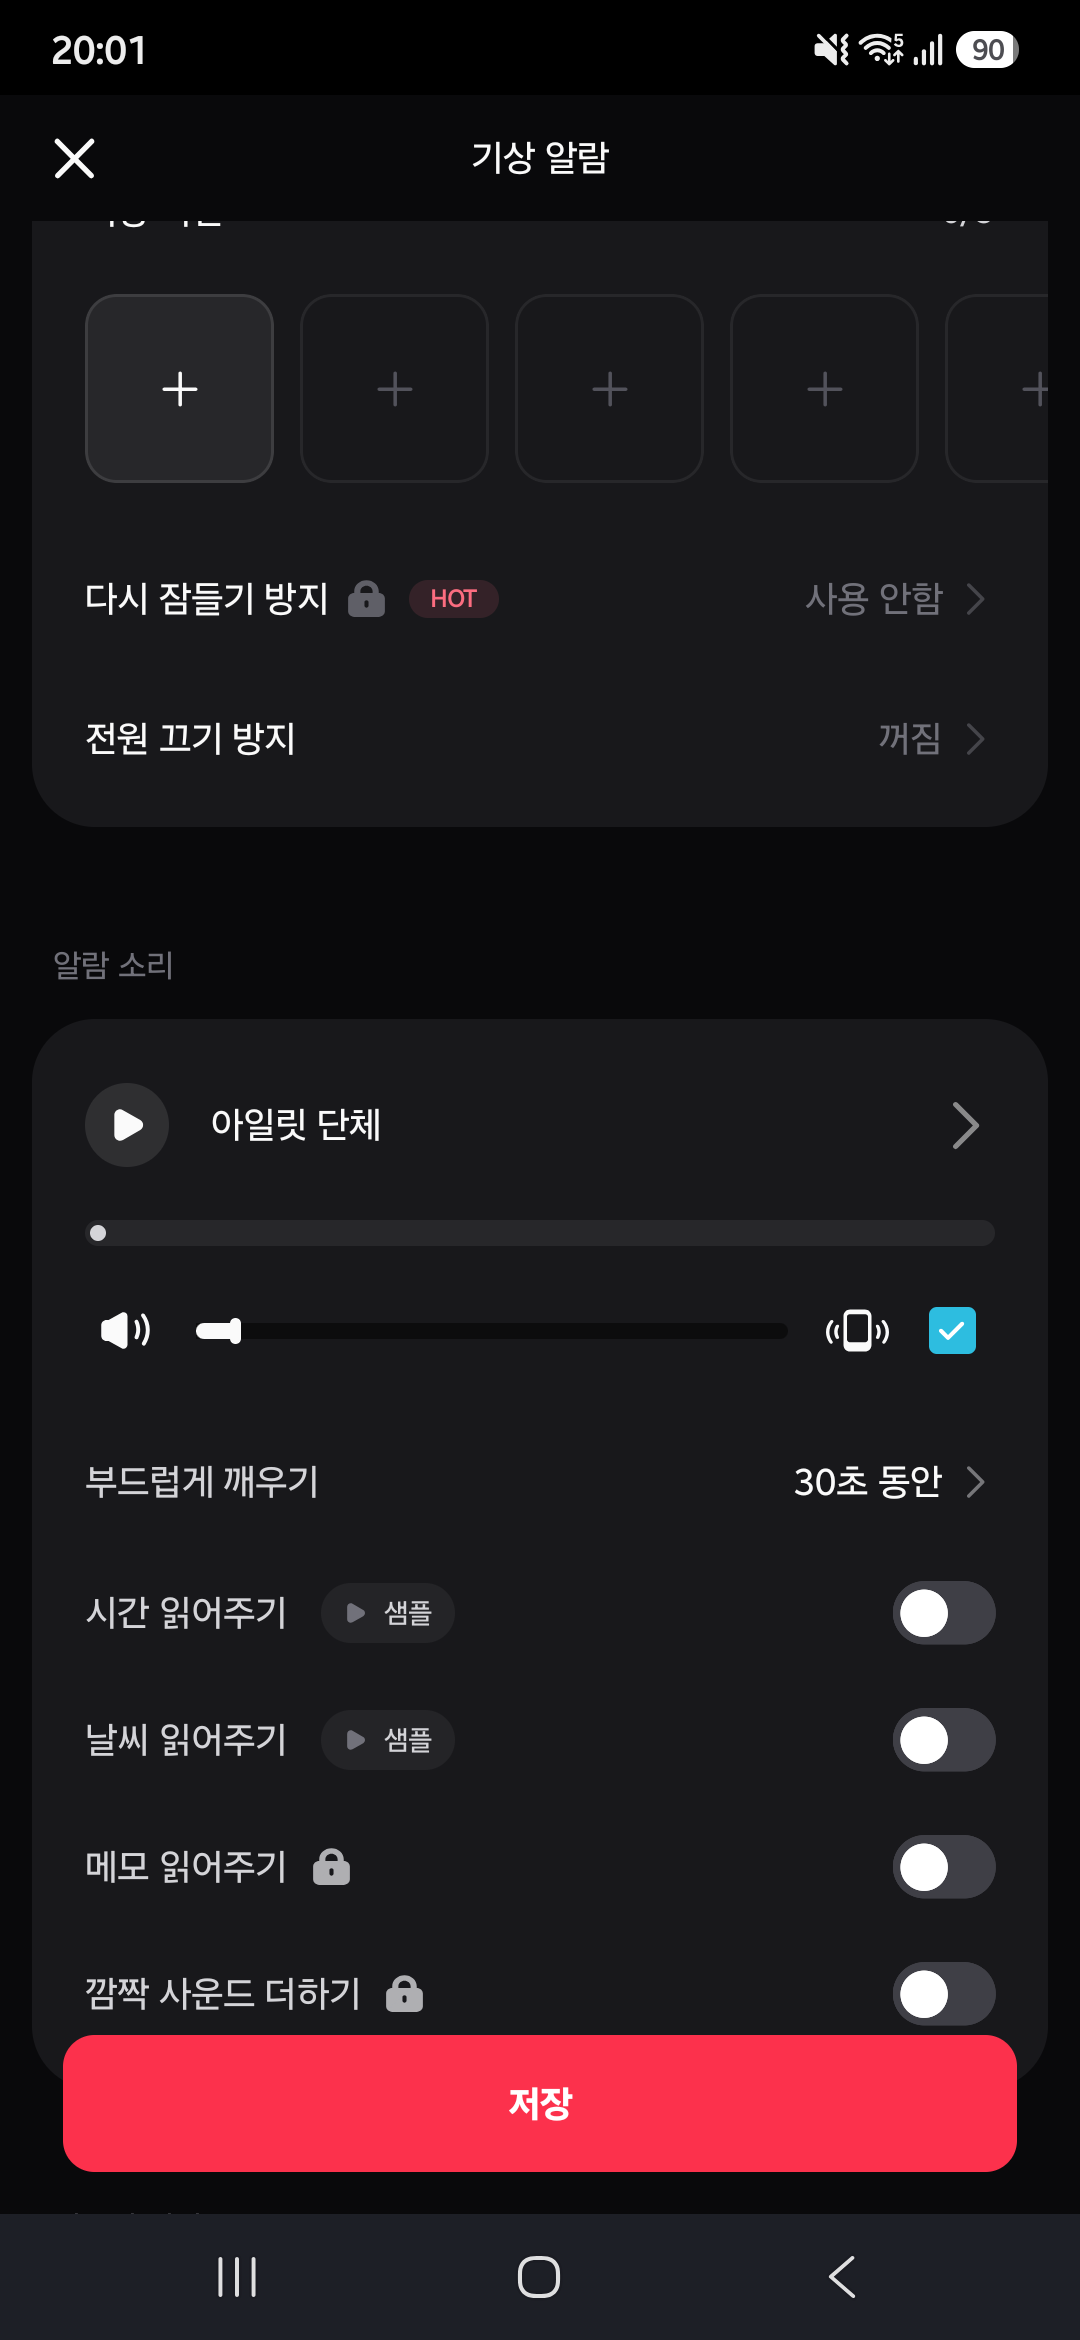 20:01
5
90
기상 알람
다시 잠들기 방지 HOT 사용 안함
전원 끄기 방지 꺼짐
알람 소리
아일릿 단체
부드럽게 깨우기 30초 동안
시간 읽어주기 샘플
날씨 읽어주기 샘플
메모 읽어주기
깜짝 사운드 더하기
저장